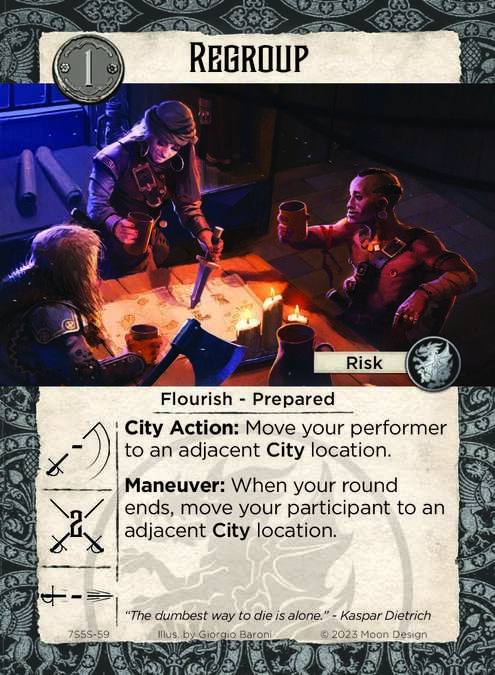 1
Regroup
Risk
Flourish - Prepared
City Action: Move your performer
to an adjacent City location.
-
Maneuver: When your round
ends, move your participant to an
adjacent City location.
2
-
"The dumbest way to die is alone." - Kaspar Dietrich
7S5S-59 Illus. by Giorgio Baroni © 2023 Moon Design